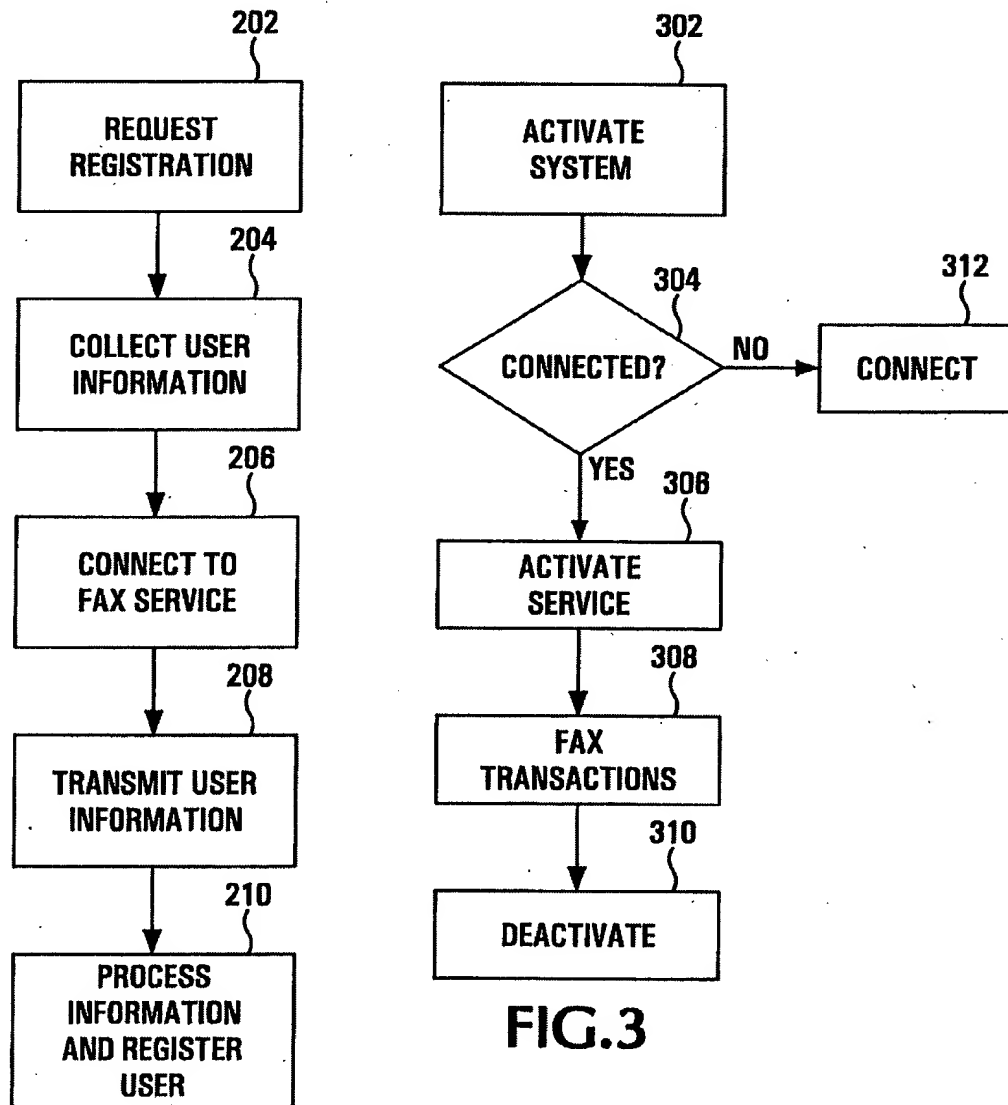 202
REQUEST
REGISTRATION
204
COLLECT USER
INFORMATION
206
CONNECT TO
FAX SERVICE
208
TRANSMIT USER
INFORMATION
210
PROCESS
INFORMATION
AND REGISTER
USER
302
ACTIVATE
SYSTEM
304
CONNECTED?
NO
312
CONNECT
YES
306
ACTIVATE
SERVICE
308
FAX
TRANSACTIONS
310
DEACTIVATE
FIG.3